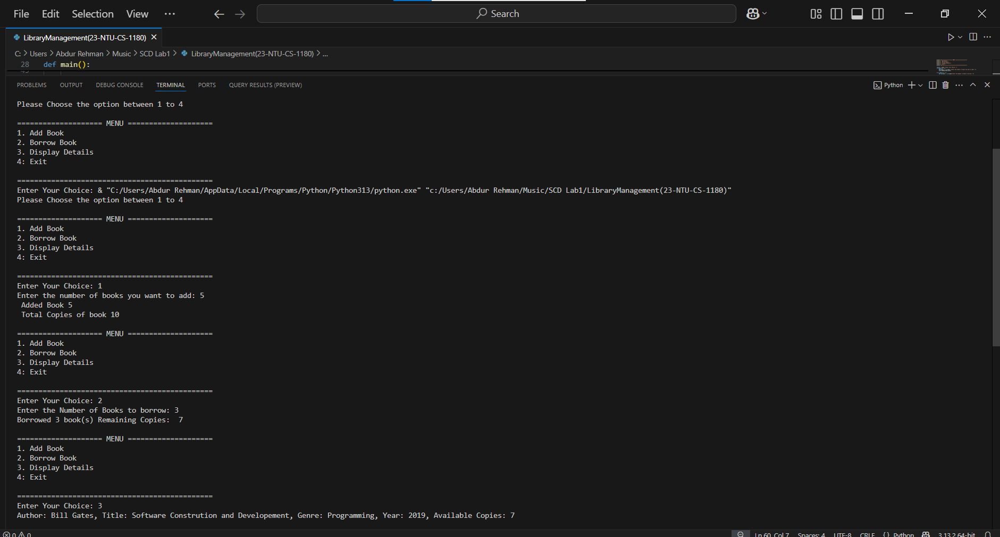 File Edit Selection View ··· Search
LibraryManagement(23-NTU-CS-1180)
C: > Users > Abdur Rehman > Music > SCD Lab1 > LibraryManagement(23-NTU-CS-1180) > ...
28 def main():
PROBLEMS OUTPUT DEBUG CONSOLE TERMINAL PORTS QUERY RESULTS (PREVIEW) Python
Please Choose the option between 1 to 4
==================== MENU ====================
1. Add Book
2. Borrow Book
3. Display Details
4: Exit
==============================================
Enter Your Choice: & "C:/Users/Abdur Rehman/AppData/Local/Programs/Python/Python313/python.exe" "c:/Users/Abdur Rehman/Music/SCD Lab1/LibraryManagement(23-NTU-CS-1180)"
Please Choose the option between 1 to 4
==================== MENU ====================
1. Add Book
2. Borrow Book
3. Display Details
4: Exit
==============================================
Enter Your Choice: 1
Enter the number of books you want to add: 5
Added Book 5
Total Copies of book 10
==================== MENU ====================
1. Add Book
2. Borrow Book
3. Display Details
4: Exit
==============================================
Enter Your Choice: 2
Enter the Number of Books to borrow: 3
Borrowed 3 book(s) Remaining Copies:  7
==================== MENU ====================
1. Add Book
2. Borrow Book
3. Display Details
4: Exit
==============================================
Enter Your Choice: 3
Author: Bill Gates, Title: Software Constrution and Developement, Genre: Programming, Year: 2019, Available Copies: 7
0 0 Ln 60, Col 7 Spaces: 4 UTF-8 CRLF {} Python 3.13.2 64-bit